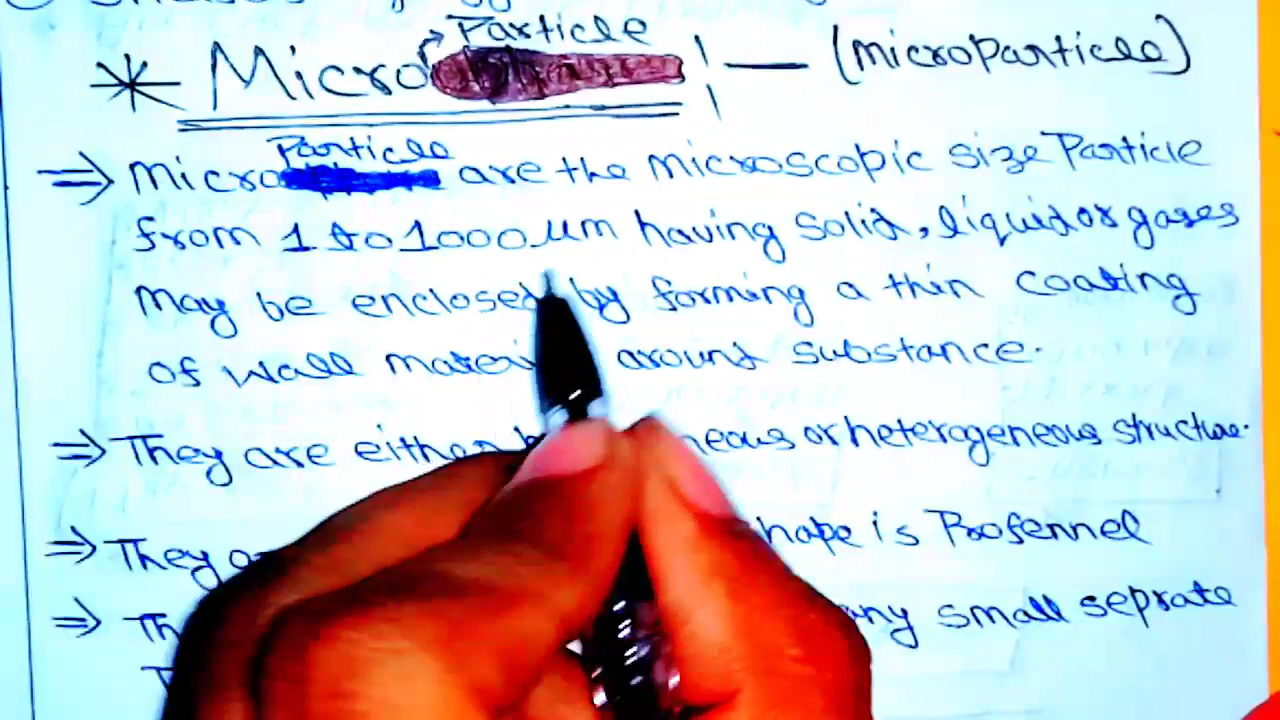 Particle
* Micro :— (microparticle)
Particle
⇒ Micro are the microscopic size Particle
from 1 to 1000 μm having solid, liquid or gases
may be enclosed by forming a thin coating
of wall around substance.
⇒ They are either or heterogeneous structure.
⇒ They is Profennel
⇒ small seprate